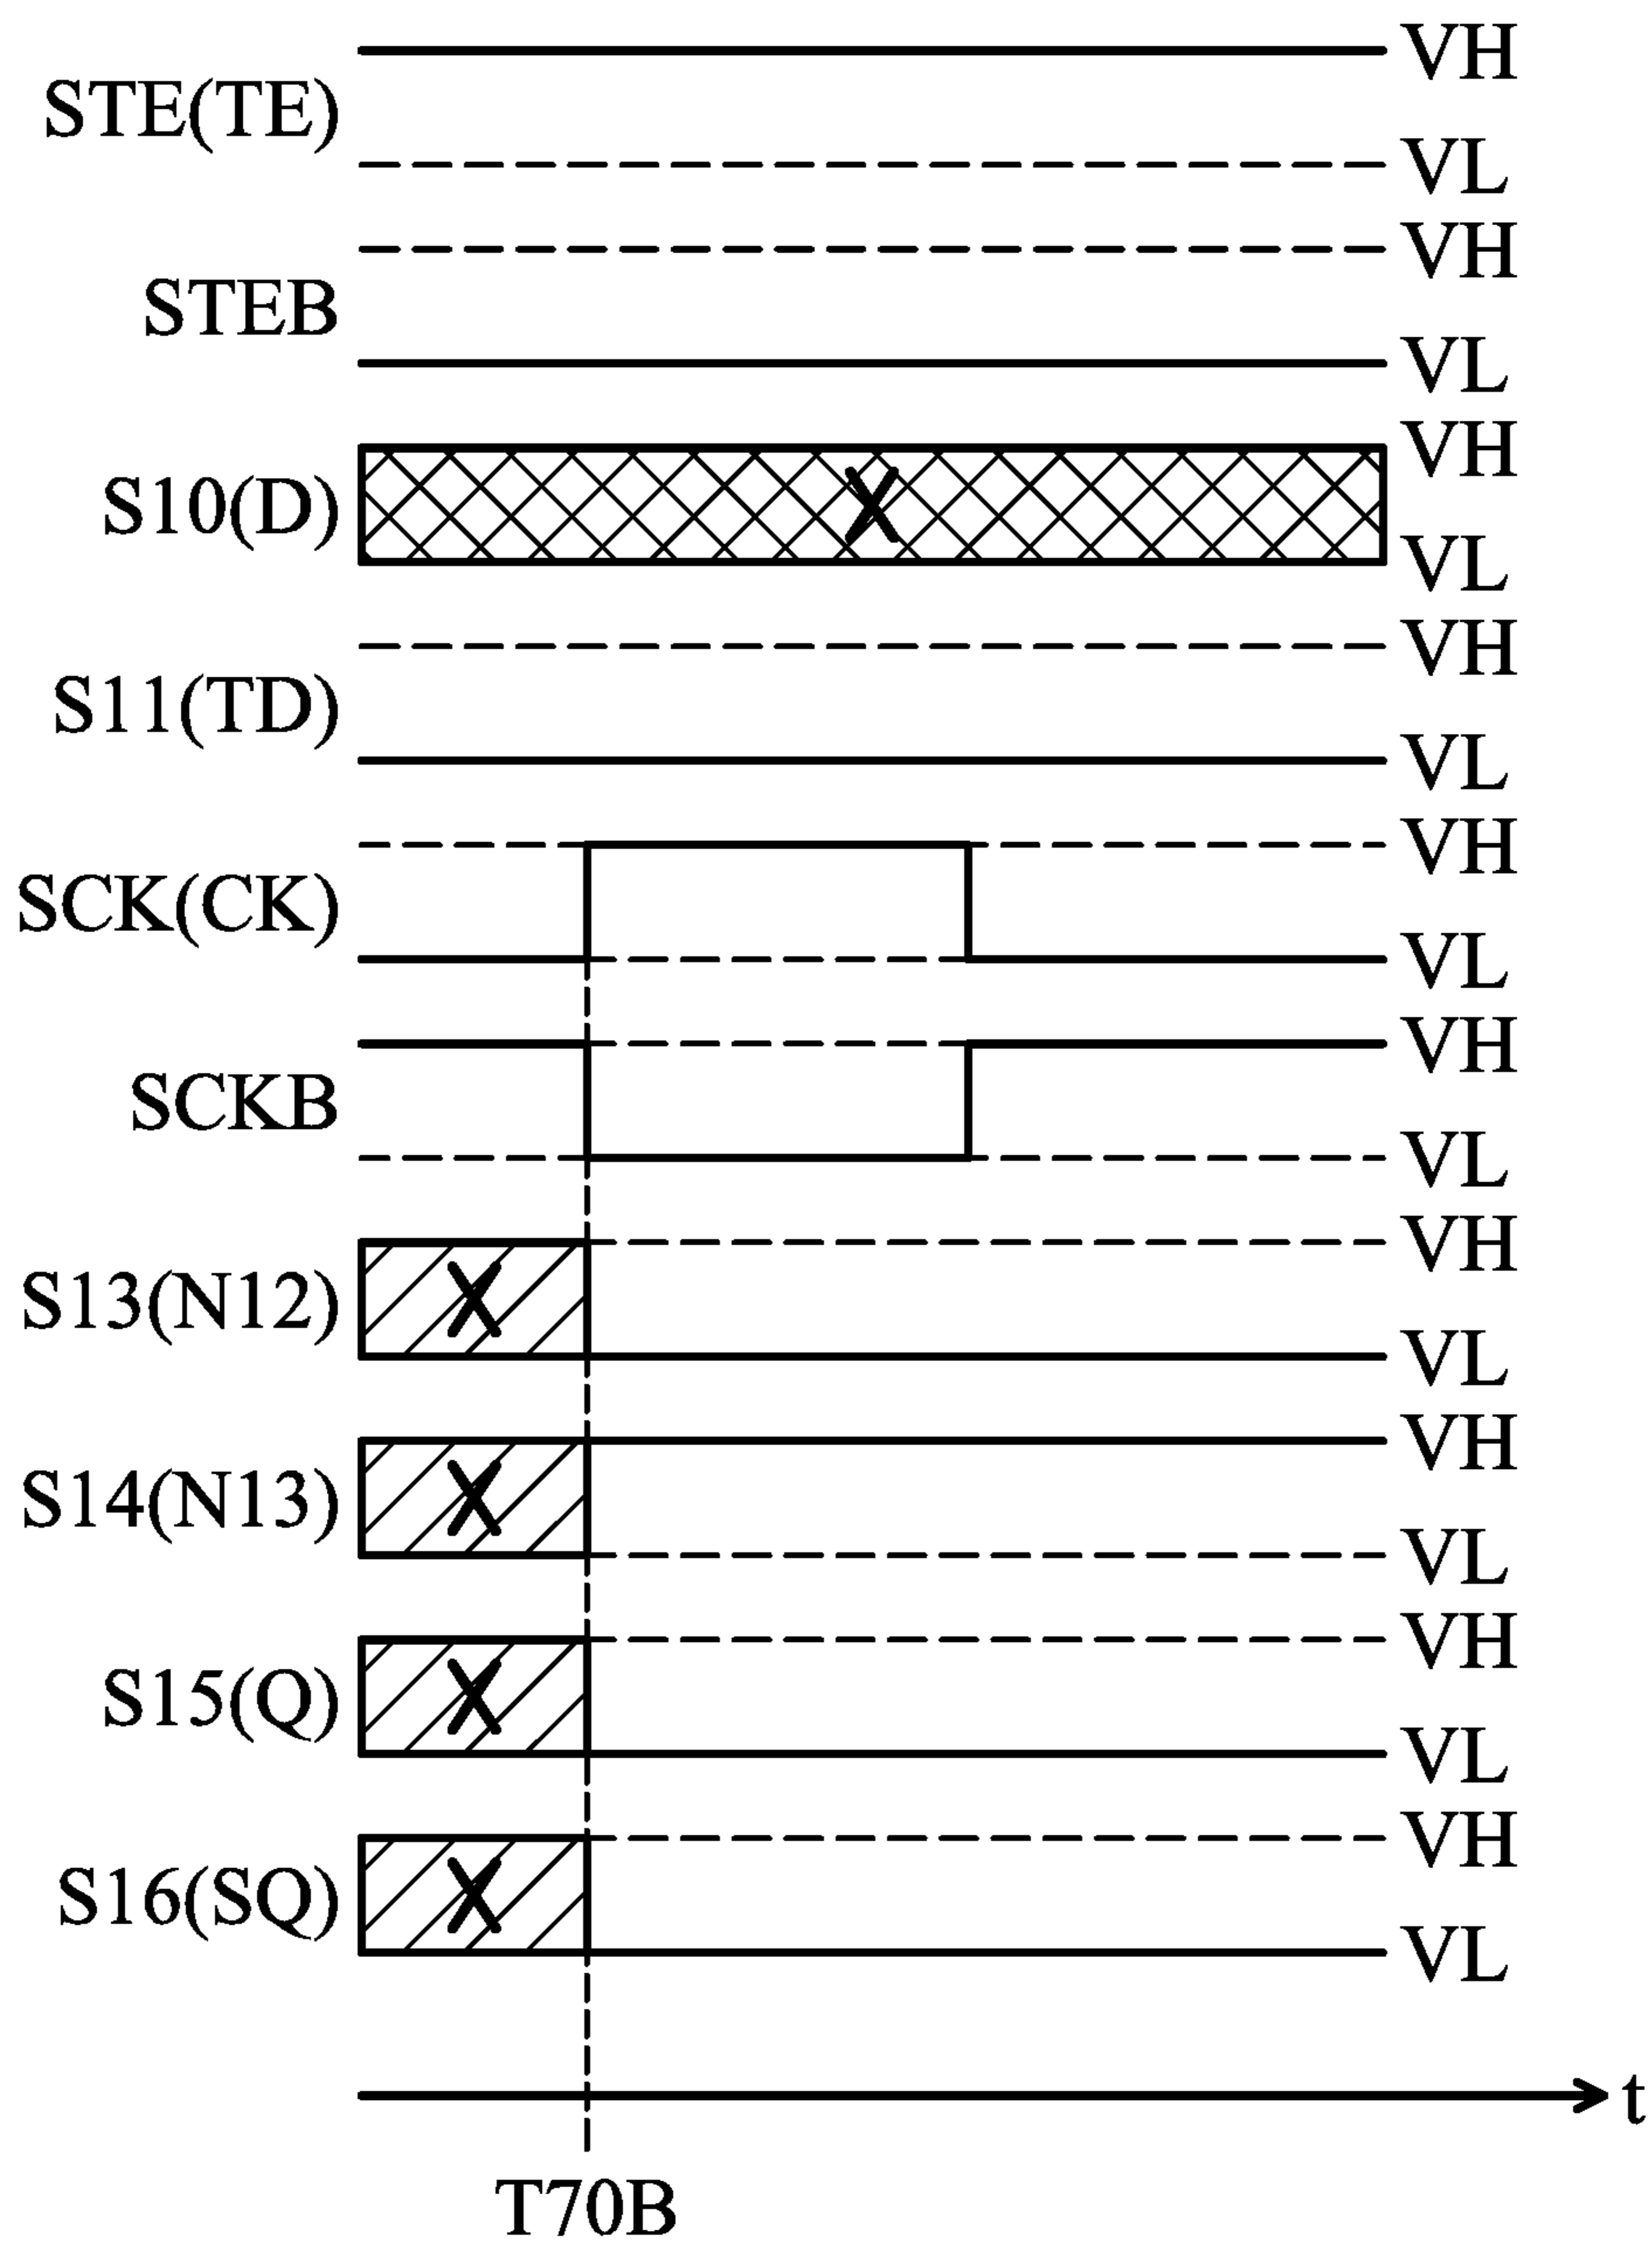 VH
STE(TE)
VL
VH
STEB
VL
VH
S10(D)
X
VL
VH
S11(TD)
VL
VH
SCK(CK)
VL
VH
SCKB
VL
VH
S13(N12)
X
VL
VH
S14(N13)
X
VL
VH
S15(Q)
X
VL
VH
S16(SQ)
X
VL
t
T70B